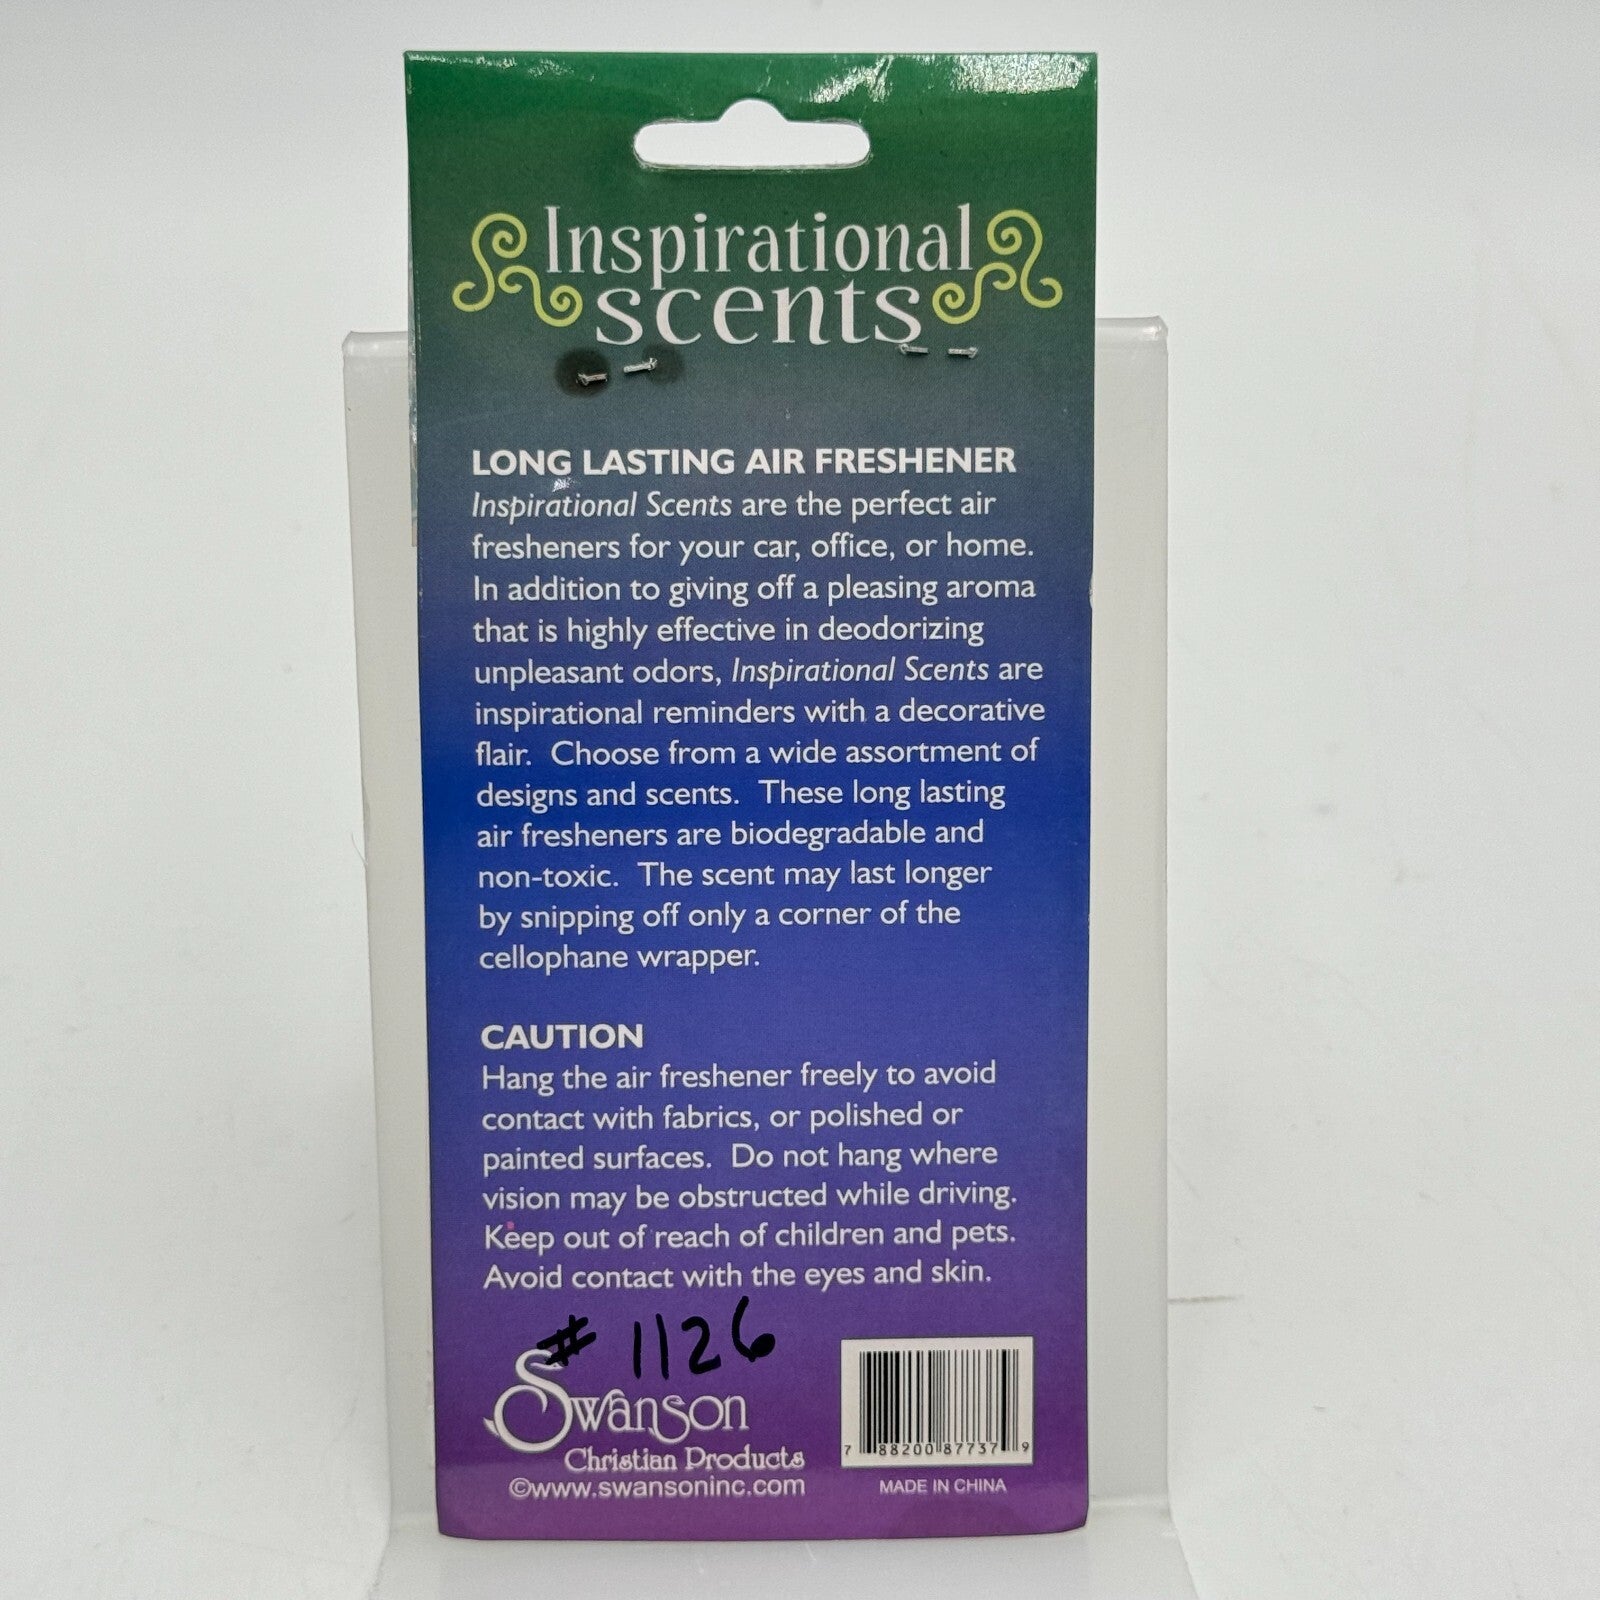 Inspirational
scents
LONG LASTING AIR FRESHENER
Inspirational Scents are the perfect air
fresheners for your car, office, or home.
In addition to giving off a pleasing aroma
that is highly effective in deodorizing
unpleasant odors, Inspirational Scents are
inspirational reminders with a decorative
flair. Choose from a wide assortment of
designs and scents. These long lasting
air fresheners are biodegradable and
non-toxic. The scent may last longer
by snipping off only a corner of the
cellophane wrapper.
CAUTION
Hang the air freshener freely to avoid
contact with fabrics, or polished or
painted surfaces. Do not hang where
vision may be obstructed while driving.
Keep out of reach of children and pets.
Avoid contact with the eyes and skin.
# 1126
Swanson
Christian Products
©www.swansoninc.com
7 88200 87737 9
MADE IN CHINA